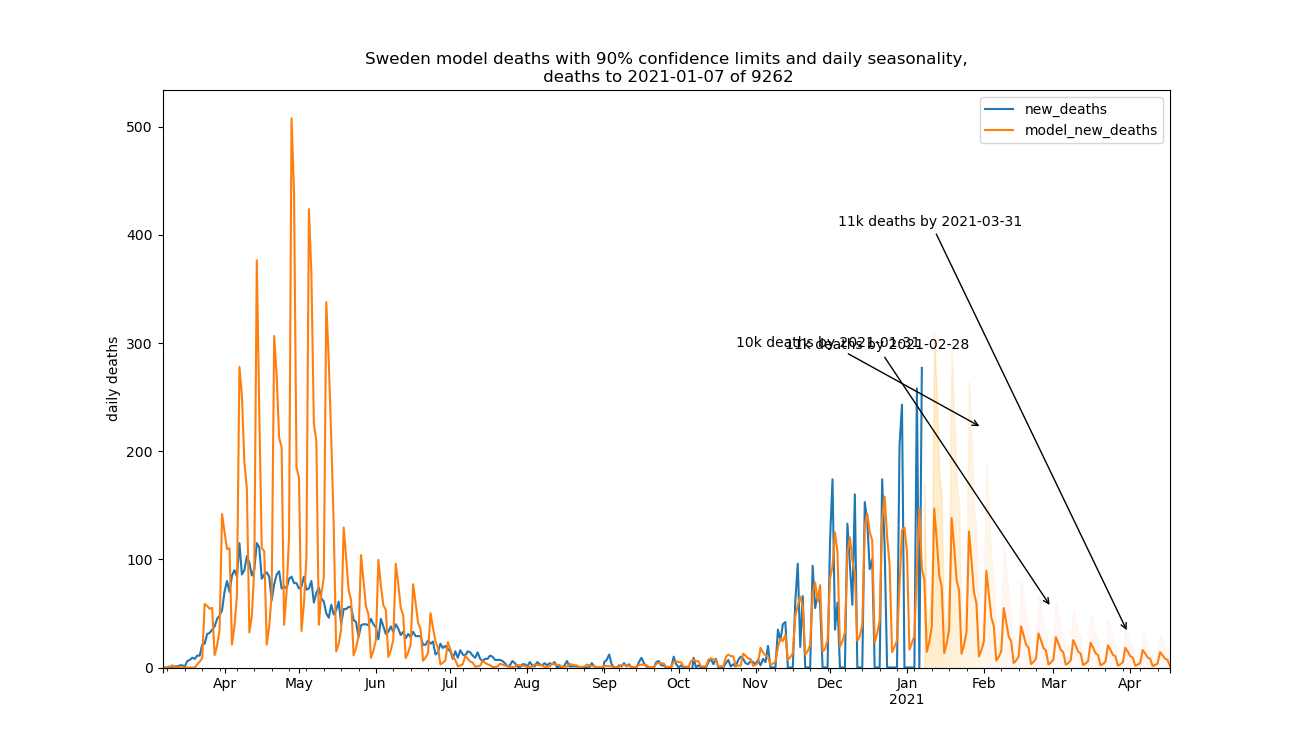 Sweden model deaths with 90% confidence limits and daily seasonality,
deaths to 2021-01-07 of 9262
new_deaths
model_new_deaths
daily deaths
500
400
300
200
100
0
11k deaths by 2021-03-31
10k deaths by 2021-01-31
11k deaths by 2021-02-28
Apr May Jun Jul Aug Sep Oct Nov Dec Jan Feb Mar Apr
2021